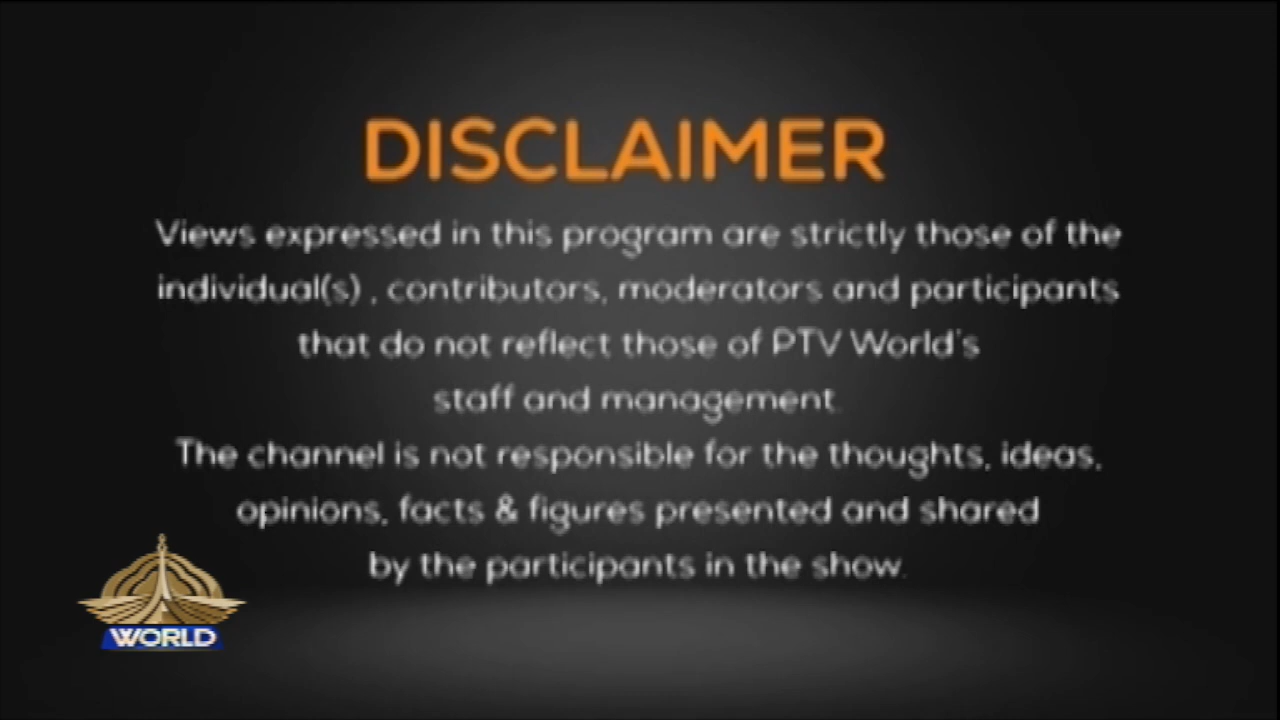 DISCLAIMER
Views expressed in this program are strictly those of the
individual(s) , contributors, moderators and participants
that do not reflect those of PTV World's
staff and management.
The channel is not responsible for the thoughts, ideas,
opinions, facts & figures presented and shared
by the participants in the show.
WORLD